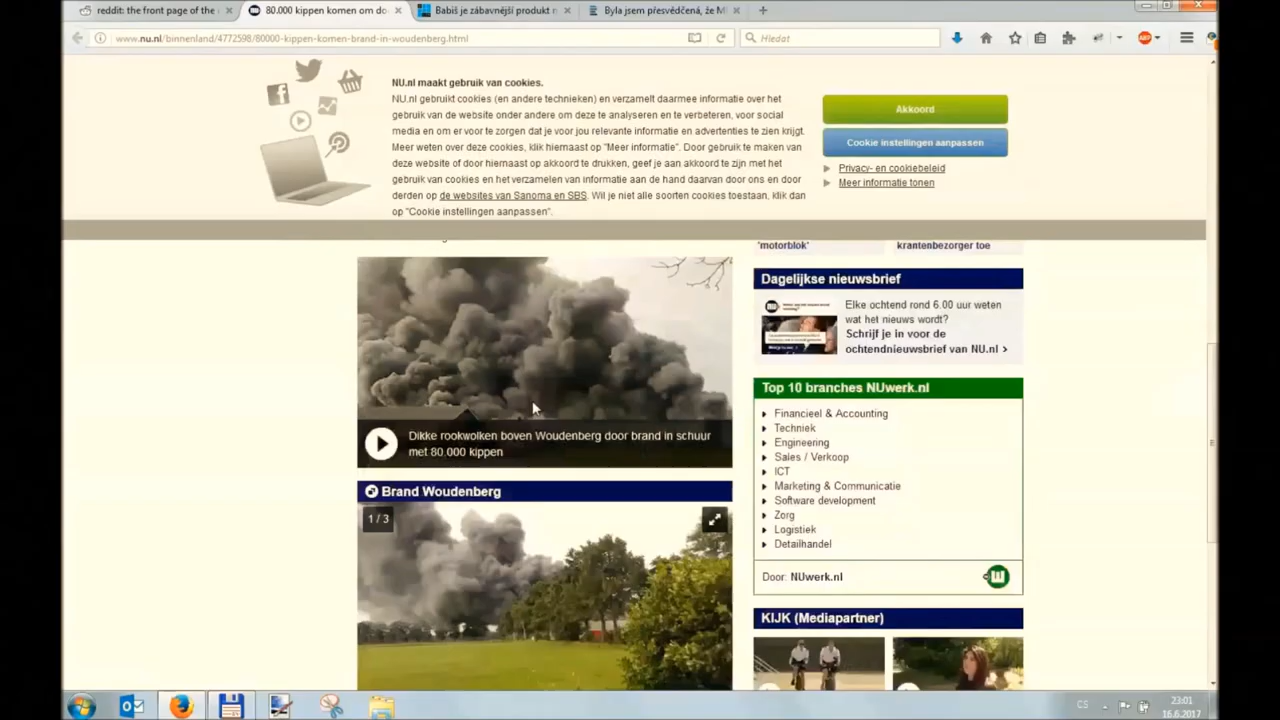 reddit: the front page of the
80.000 kippen komen om do
Babiš je zábavnější produkt n
Byla jsem přesvědčená, že M
www.nu.nl/binnenland/4772598/80000-kippen-komen-brand-in-woudenberg.html
Hledat
ABP
NU.nl maakt gebruik van cookies.
NU.nl gebruikt cookies (en andere technieken) en verzamelt daarmee informatie over het
gebruik van de website onder andere om deze te analyseren en te verbeteren, voor social
media en om er voor te zorgen dat je voor jou relevante informatie en advertenties te zien krijgt.
Meer weten over deze cookies, klik hiernaast op "Meer informatie". Door gebruik te maken van
deze website of door hiernaast op akkoord te drukken, geef je aan akkoord te zijn met het
gebruik van cookies en het verzamelen van informatie aan de hand daarvan door ons en door
derden op de websites van Sanoma en SBS. Wil je niet alle soorten cookies toestaan, klik dan
op "Cookie instellingen aanpassen".
Akkoord
Cookie instellingen aanpassen
Privacy- en cookiebeleid
Meer informatie tonen
'motorblok'
krantenbezorger toe
Dikke rookwolken boven Woudenberg door brand in schuur
met 80.000 kippen
Brand Woudenberg
1 / 3
Dagelijkse nieuwsbrief
Elke ochtend rond 6.00 uur weten
wat het nieuws wordt?
Schrijf je in voor de
ochtendnieuwsbrief van NU.nl
Top 10 branches NUwerk.nl
Financieel & Accounting
Techniek
Engineering
Sales / Verkoop
ICT
Marketing & Communicatie
Software development
Zorg
Logistiek
Detailhandel
Door: NUwerk.nl
KIJK (Mediapartner)
CS
23:01
16.6.2017